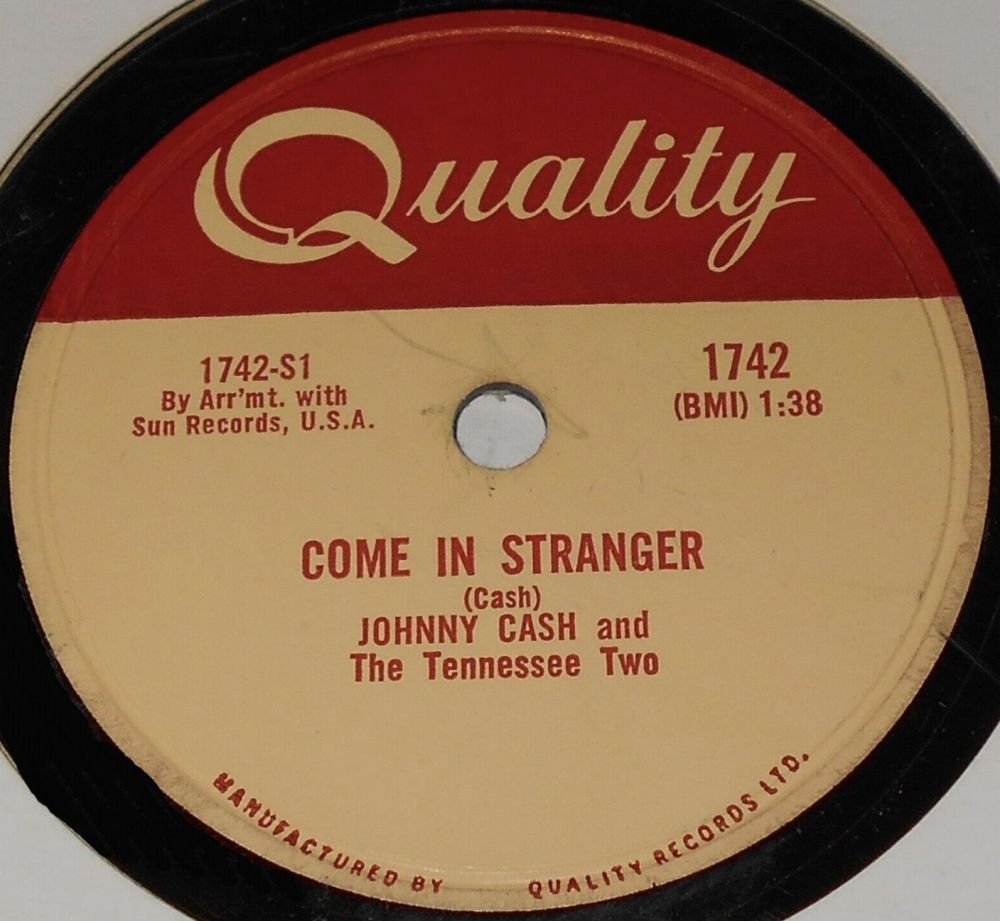 Quality
1742-S1
By Arr'mt. with
Sun Records, U.S.A.
1742
(BMI) 1:38
COME IN STRANGER
(Cash)
JOHNNY CASH and
The Tennessee Two
MANUFACTURED BY QUALITY RECORDS LTD.